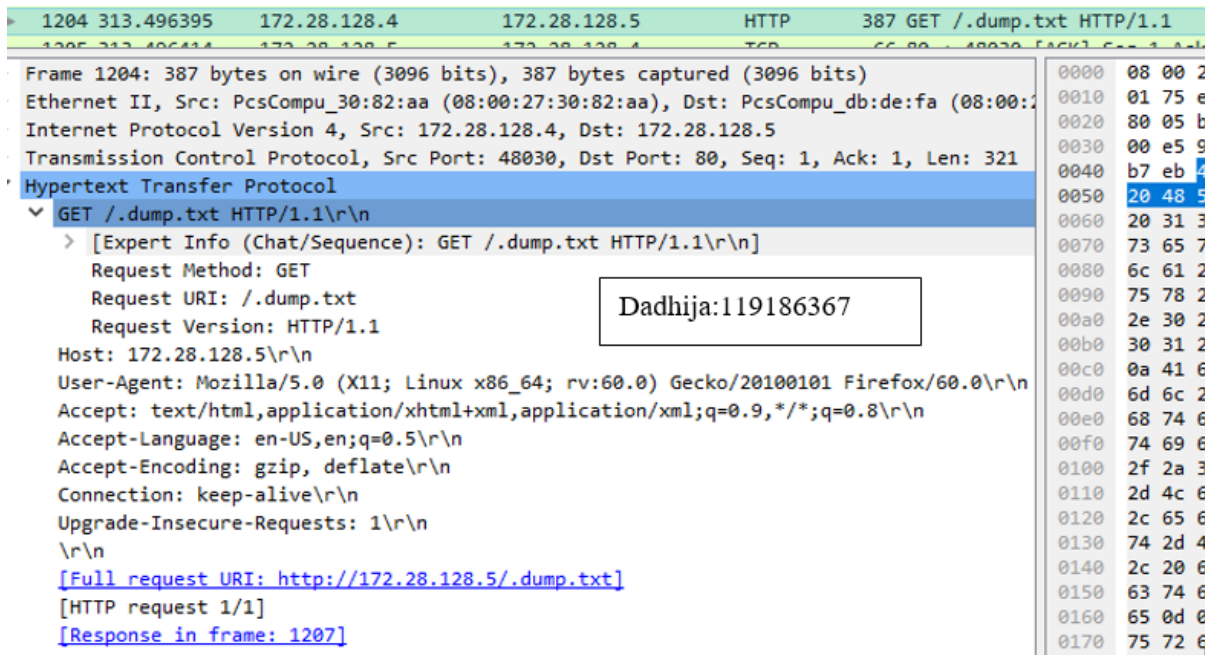 1204 313.496395 172.28.128.4 172.28.128.5 HTTP 387 GET /.dump.txt HTTP/1.1
Frame 1204: 387 bytes on wire (3096 bits), 387 bytes captured (3096 bits)
Ethernet II, Src: PcsCompu_30:82:aa (08:00:27:30:82:aa), Dst: PcsCompu_db:de:fa (08:00:
Internet Protocol Version 4, Src: 172.28.128.4, Dst: 172.28.128.5
Transmission Control Protocol, Src Port: 48030, Dst Port: 80, Seq: 1, Ack: 1, Len: 321
Hypertext Transfer Protocol
GET /.dump.txt HTTP/1.1\r\n
[Expert Info (Chat/Sequence): GET /.dump.txt HTTP/1.1\r\n]
Request Method: GET
Request URI: /.dump.txt
Request Version: HTTP/1.1
Dadhija:119186367
Host: 172.28.128.5\r\n
User-Agent: Mozilla/5.0 (X11; Linux x86_64; rv:60.0) Gecko/20100101 Firefox/60.0\r\n
Accept: text/html,application/xhtml+xml,application/xml;q=0.9,*/*;q=0.8\r\n
Accept-Language: en-US,en;q=0.5\r\n
Accept-Encoding: gzip, deflate\r\n
Connection: keep-alive\r\n
Upgrade-Insecure-Requests: 1\r\n
\r\n
[Full request URI: http://172.28.128.5/.dump.txt]
[HTTP request 1/1]
[Response in frame: 1207]
0000 08 00
0010 01 75
0020 80 05
0030 00 e5
0040 b7 eb
0050 20 48
0060 20 31
0070 73 65
0080 6c 61
0090 75 78
00a0 2e 30
00b0 30 31
00c0 0a 41
00d0 6d 6c
00e0 68 74
00f0 74 69
0100 2f 2a
0110 2d 4c
0120 2c 65
0130 74 2d
0140 2c 20
0150 63 74
0160 65 0d
0170 75 72